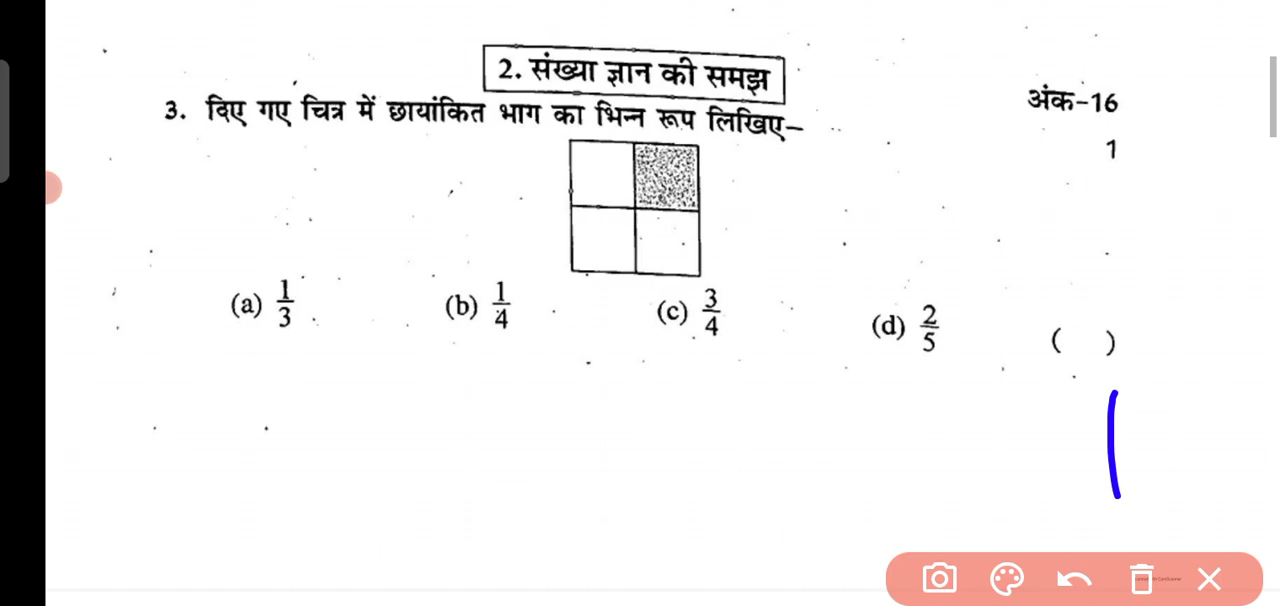 2. संख्या ज्ञान की समझ
अंक-16
3. दिए गए चित्र में छायांकित भाग का भिन्न रूप लिखिए–
1
(a) 1/3 (b) 1/4 (c) 3/4 (d) 2/5 ( )